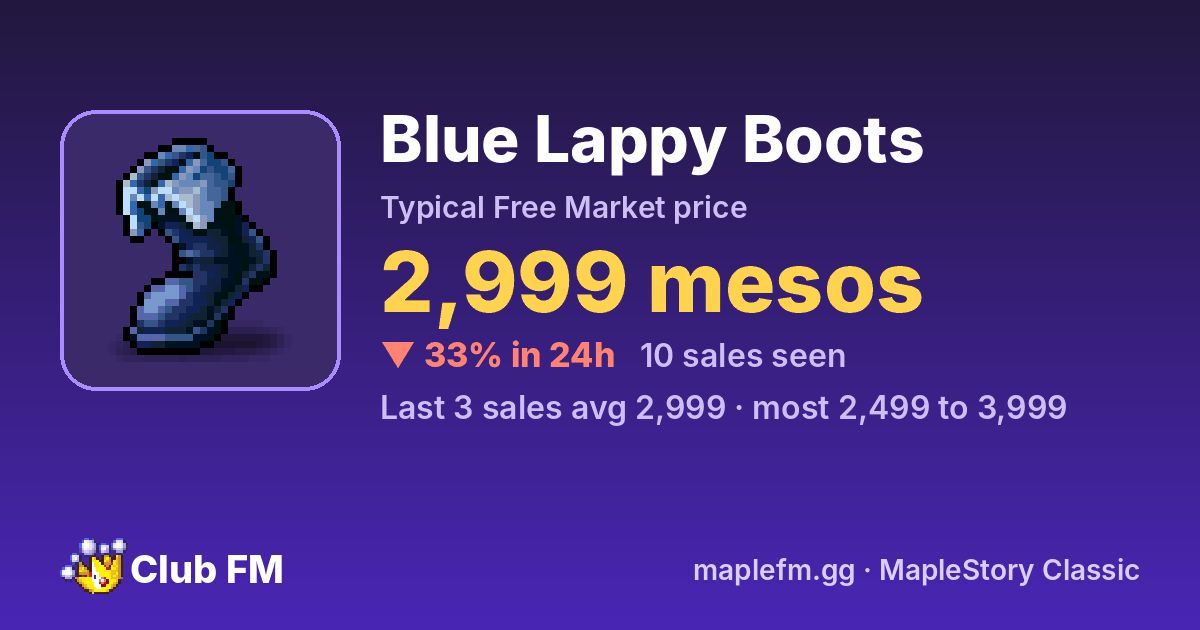 Blue Lappy Boots
Typical Free Market price
2,999 mesos
▼ 33% in 24h 10 sales seen
Last 3 sales avg 2,999 · most 2,499 to 3,999
Club FM
maplefm.gg · MapleStory Classic